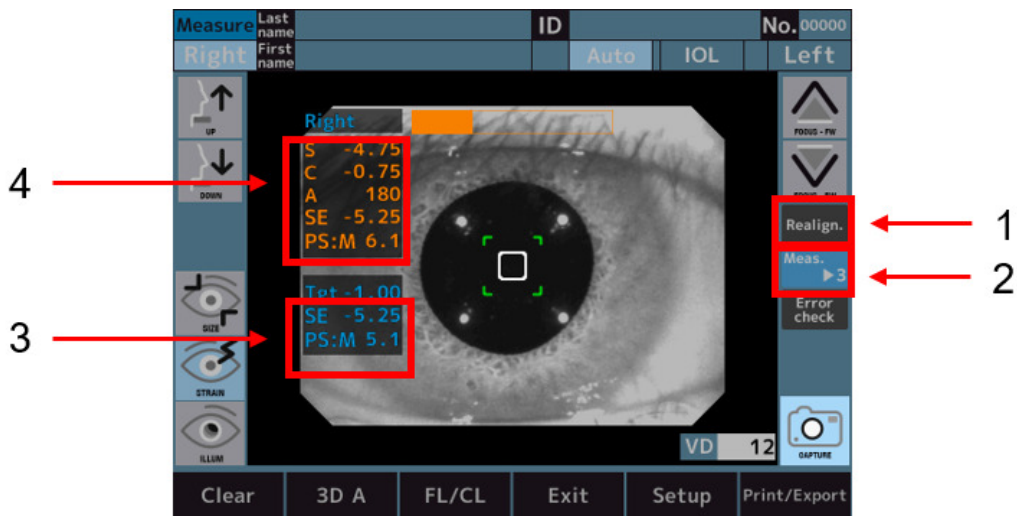 Measure Last name ID No. 00000
Right First name Auto IOL Left
UP
DOWN
SIZE
STRAIN
ILLUM
Right
S -4.75
C -0.75
A 180
SE -5.25
PS:M 6.1
Tgt -1.00
SE -5.25
PS:M 5.1
FOCUS - FW
Realign.
Meas.
▶3
Error
check
CAPTURE
VD 12
Clear 3D A FL/CL Exit Setup Print/Export
4
3
1
2